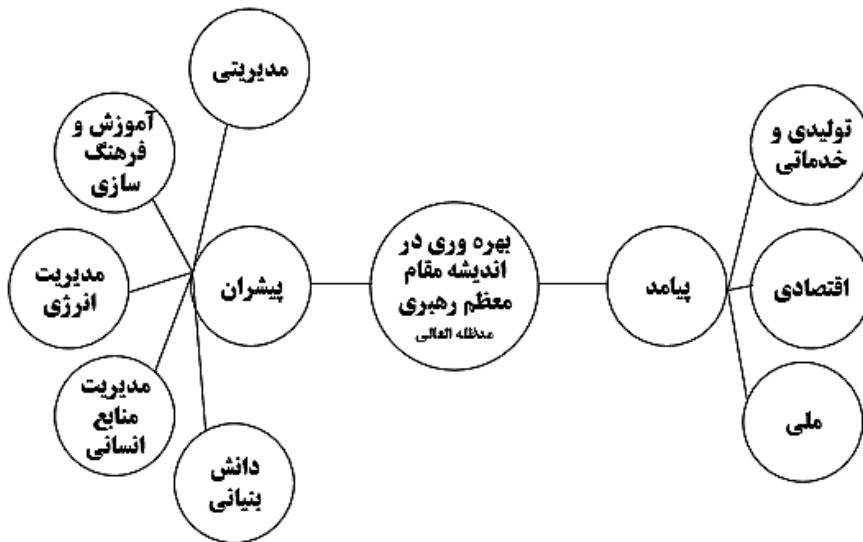 مدیریتی
آموزش و
فرهنگ
سازی
مدیریت
انرژی
مدیریت
منابع
انسانی
دانش
بنیانی
پیشران
بهره وری در
اندیشه مقام
معظم رهبری
مدظله العالی
پیامد
تولیدی و
خدماتی
اقتصادی
ملی